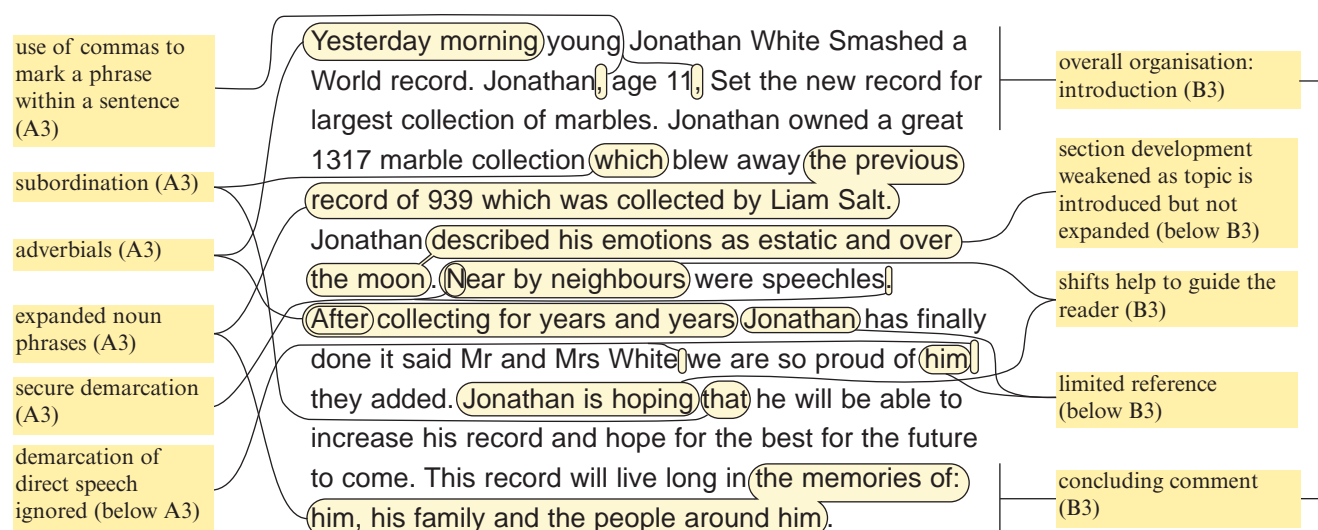 use of commas to
mark a phrase
within a sentence
(A3)
subordination (A3)
adverbials (A3)
expanded noun
phrases (A3)
secure demarcation
(A3)
demarcation of
direct speech
ignored (below A3)
Yesterday morning young Jonathan White Smashed a
World record. Jonathan, age 11, Set the new record for
largest collection of marbles. Jonathan owned a great
1317 marble collection which blew away the previous
record of 939 which was collected by Liam Salt.
Jonathan described his emotions as estatic and over
the moon. Near by neighbours were speechles.
After collecting for years and years Jonathan has finally
done it said Mr and Mrs White we are so proud of him
they added. Jonathan is hoping that he will be able to
increase his record and hope for the best for the future
to come. This record will live long in the memories of:
him, his family and the people around him.
overall organisation:
introduction (B3)
section development
weakened as topic is
introduced but not
expanded (below B3)
shifts help to guide the
reader (B3)
limited reference
(below B3)
concluding comment
(B3)